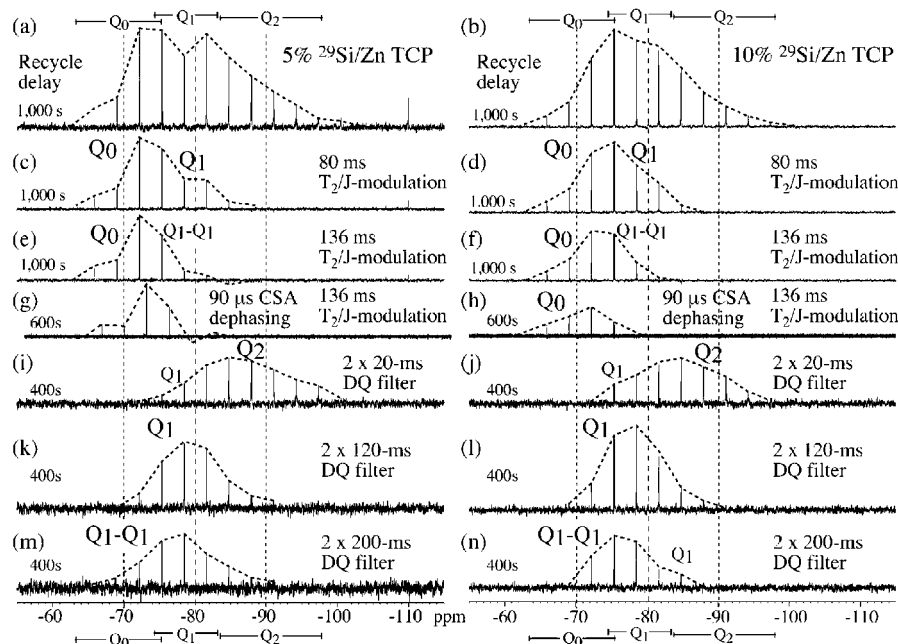 Q0 Q1 Q2
Q0 Q1 Q2
(a)
5% 29Si/Zn TCP
Recycle
delay
1,000 s
(b)
10% 29Si/Zn TCP
Recycle
delay
1,000 s
(c)
Q0
Q1
80 ms
T2/J-modulation
1,000 s
(d)
Q0
Q1
80 ms
T2/J-modulation
1,000 s
(e)
Q0
Q1-Q1
136 ms
T2/J-modulation
1,000 s
(f)
Q0
Q1-Q1
136 ms
T2/J-modulation
1,000 s
(g)
90 μs CSA
dephasing
136 ms
T2/J-modulation
600s
(h)
Q0
90 μs CSA
dephasing
136 ms
T2/J-modulation
600s
(i)
Q1
Q2
2 x 20-ms
DQ filter
400s
(j)
Q1
Q2
2 x 20-ms
DQ filter
400s
(k)
Q1
2 x 120-ms
DQ filter
400s
(l)
Q1
2 x 120-ms
DQ filter
400s
(m)
Q1-Q1
2 x 200-ms
DQ filter
400s
(n)
Q1-Q1
Q1
2 x 200-ms
DQ filter
400s
-60 -70 -80 -90 -100 -110 ppm
-60 -70 -80 -90 -100 -110
Q0 Q1 Q2
Q0 Q1 Q2